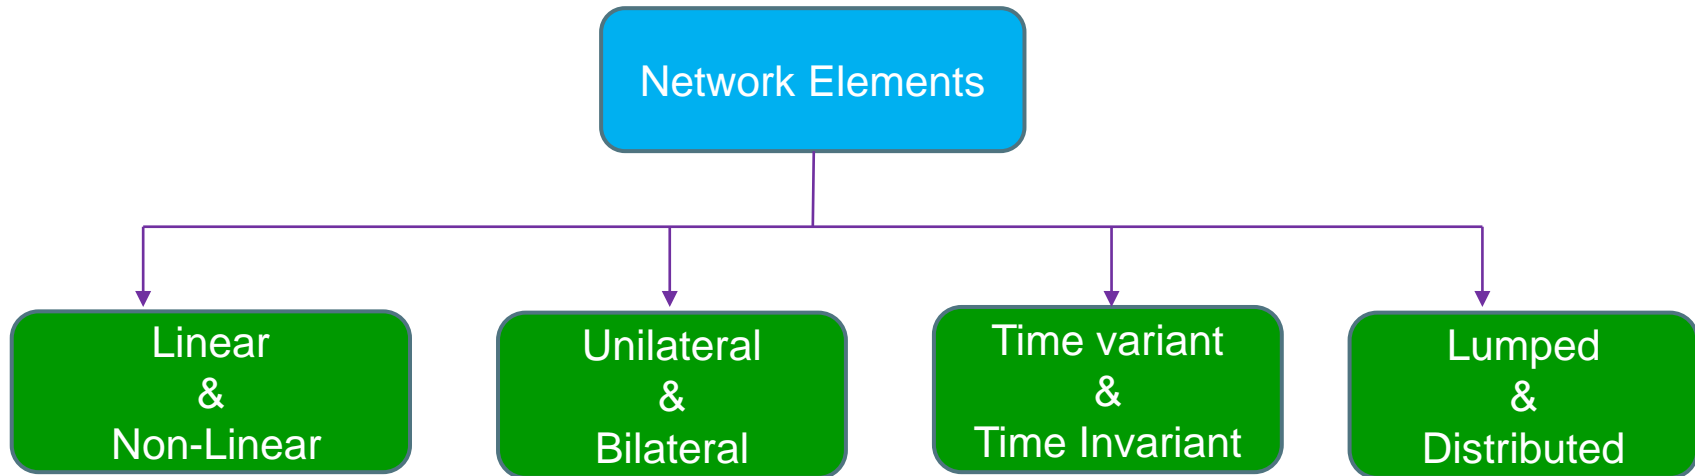 Network Elements
Linear
&
Non-Linear
Unilateral
&
Bilateral
Time variant
&
Time Invariant
Lumped
&
Distributed